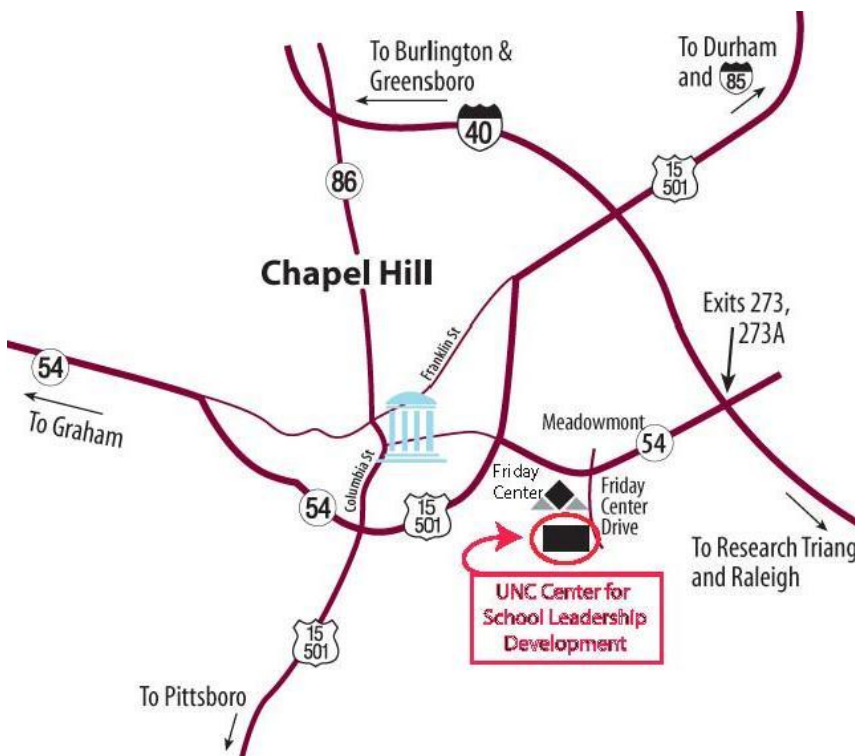 To Burlington &
Greensboro
To Durham
and 85
40
15
501
86
Chapel Hill
Exits 273,
273A
Franklin St
54
To Graham
Meadowmont
54
Columbia St
Friday
Center
Friday
Center
Drive
54
15
501
To Research Triang
and Raleigh
UNC Center for
School Leadership
Development
15
501
To Pittsboro